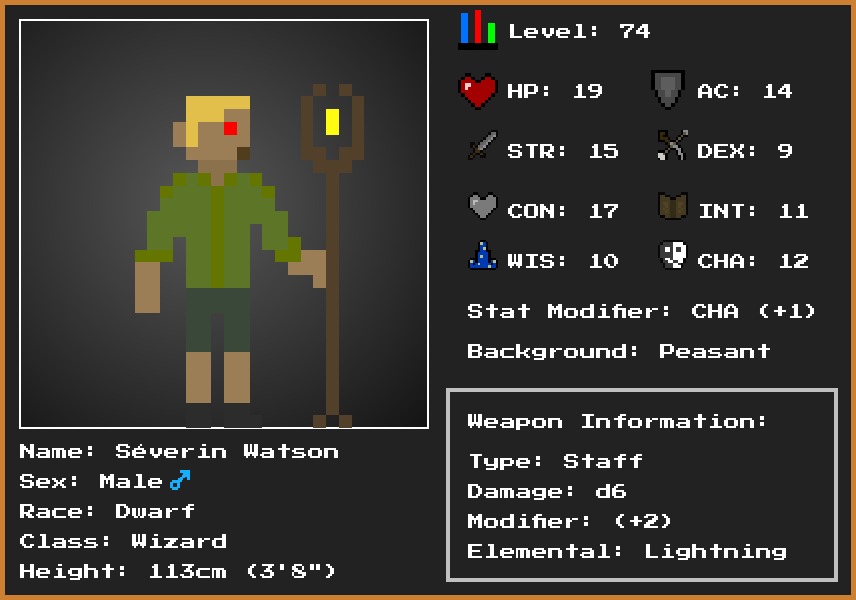 Level: 74
HP: 19
AC: 14
STR: 15
DEX: 9
CON: 17
INT: 11
WIS: 10
CHA: 12
Stat Modifier: CHA (+1)
Background: Peasant
Weapon Information:
Type: Staff
Damage: d6
Modifier: (+2)
Elemental: Lightning
Name: Séverin Watson
Sex: Male ♂
Race: Dwarf
Class: Wizard
Height: 113cm (3'8")